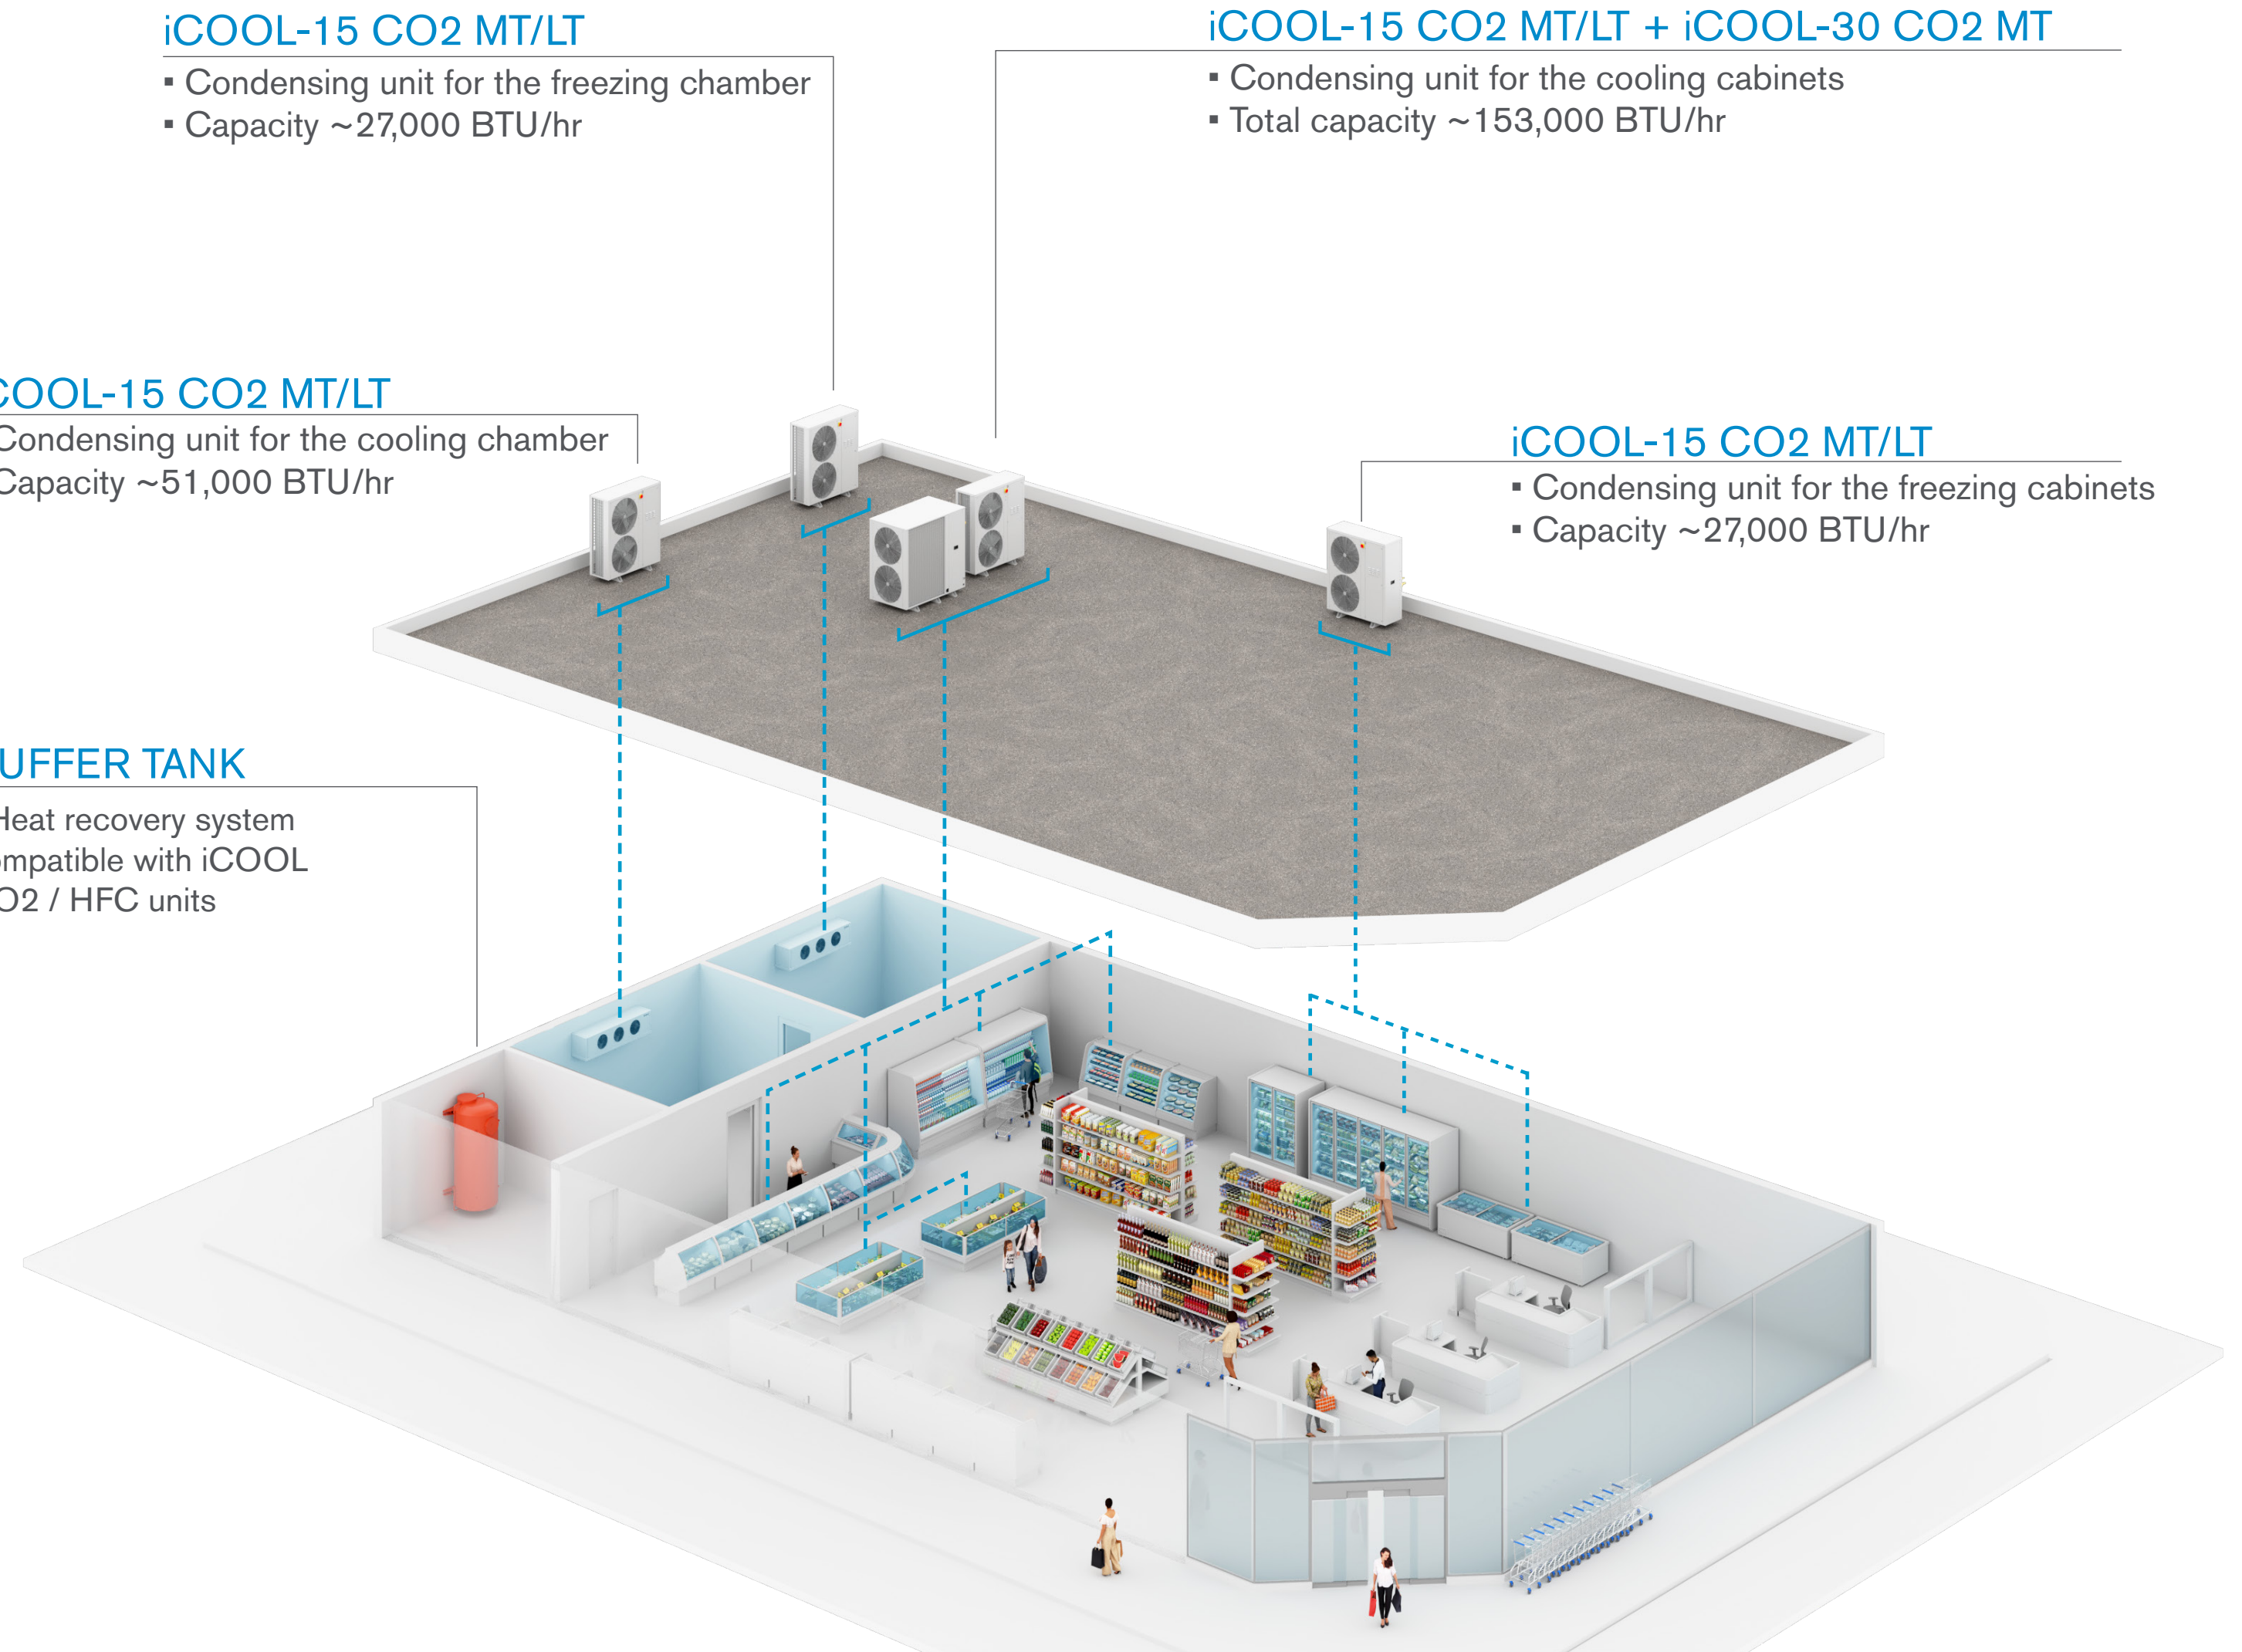 iCOOL-15 CO2 MT/LT
▪ Condensing unit for the freezing chamber
▪ Capacity ~27,000 BTU/hr
iCOOL-15 CO2 MT/LT + iCOOL-30 CO2 MT
▪ Condensing unit for the cooling cabinets
▪ Total capacity ~153,000 BTU/hr
COOL-15 CO2 MT/LT
Condensing unit for the cooling chamber
Capacity ~51,000 BTU/hr
iCOOL-15 CO2 MT/LT
▪ Condensing unit for the freezing cabinets
▪ Capacity ~27,000 BTU/hr
UFFER TANK
Heat recovery system
ompatible with iCOOL
O2 / HFC units